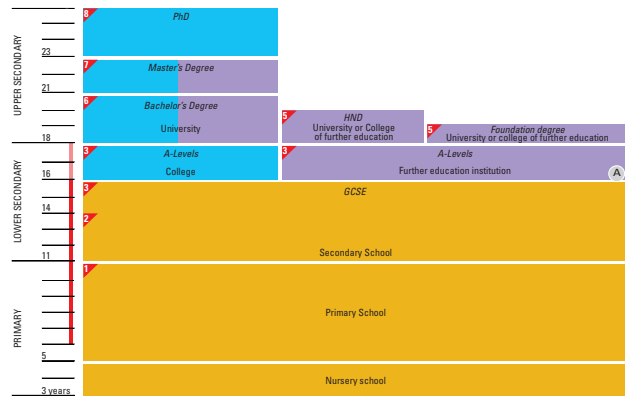 8
PhD
23
7
Master's Degree
21
6
Bachelor's Degree
University
5
HND
University or College
of further education
5
Foundation degree
University or college of further education
18
3
A-Levels
College
3
A-Levels
Further education institution
A
16
3
GCSE
14
2
Secondary School
11
1
Primary School
5
Nursery school
3 years
UPPER SECONDARY
LOWER SECONDARY
PRIMARY